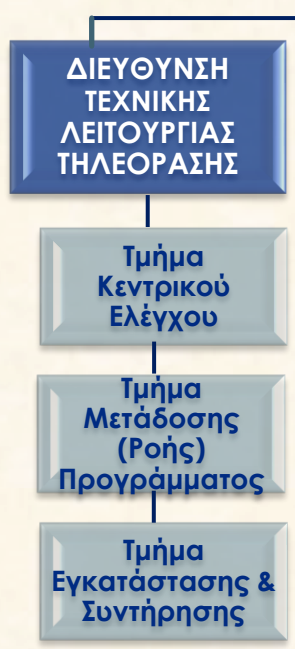 ΔΙΕΥΘΥΝΣΗ
ΤΕΧΝΙΚΗΣ
ΛΕΙΤΟΥΡΓΙΑΣ
ΤΗΛΕΟΡΑΣΗΣ
Τμήμα
Κεντρικού
Ελέγχου
Τμήμα
Μετάδοσης
(Ροής)
Προγράμματος
Τμήμα
Εγκατάστασης &
Συντήρησης